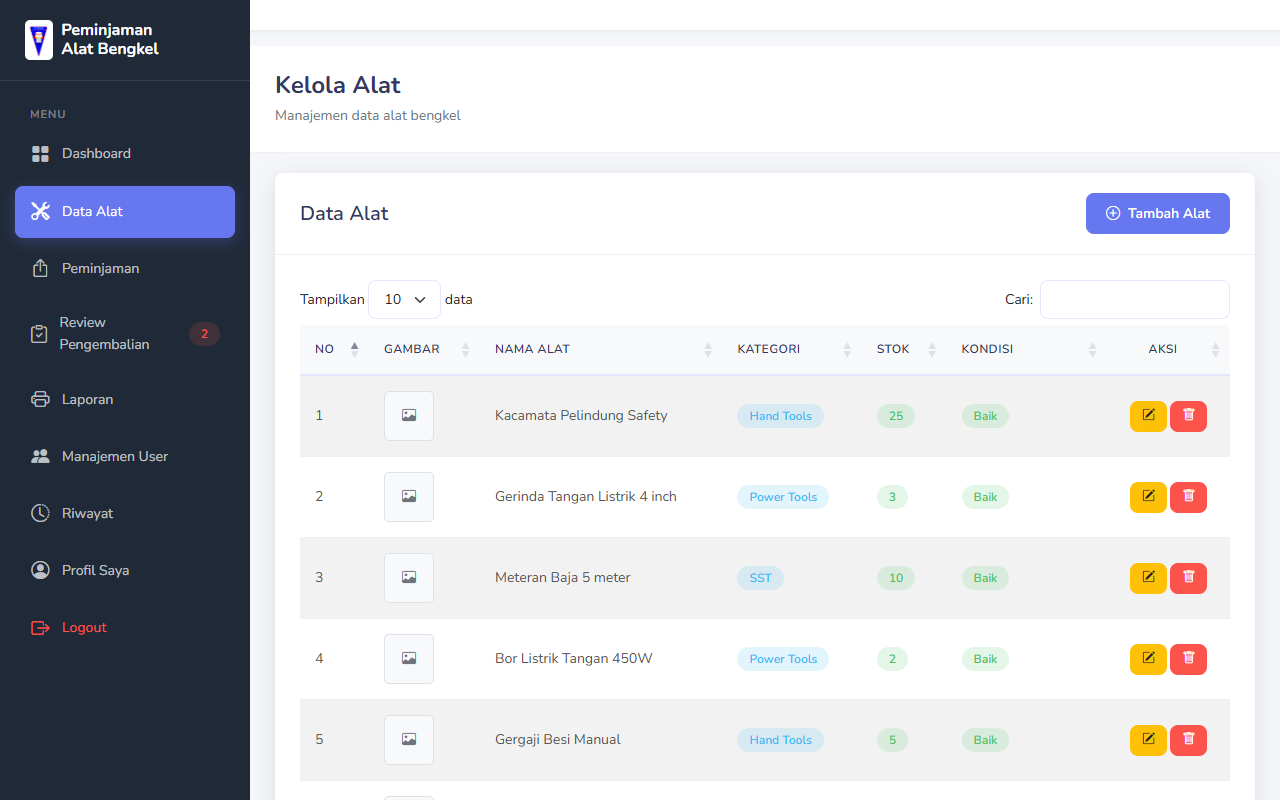 Peminjaman
Alat Bengkel
MENU
Dashboard
Data Alat
Peminjaman
Review
Pengembalian
2
Laporan
Manajemen User
Riwayat
Profil Saya
Logout
Kelola Alat
Manajemen data alat bengkel
Data Alat
Tambah Alat
Tampilkan 10 data
Cari:
NO GAMBAR NAMA ALAT KATEGORI STOK KONDISI AKSI
1 Kacamata Pelindung Safety Hand Tools 25 Baik
2 Gerinda Tangan Listrik 4 inch Power Tools 3 Baik
3 Meteran Baja 5 meter SST 10 Baik
4 Bor Listrik Tangan 450W Power Tools 2 Baik
5 Gergaji Besi Manual Hand Tools 5 Baik